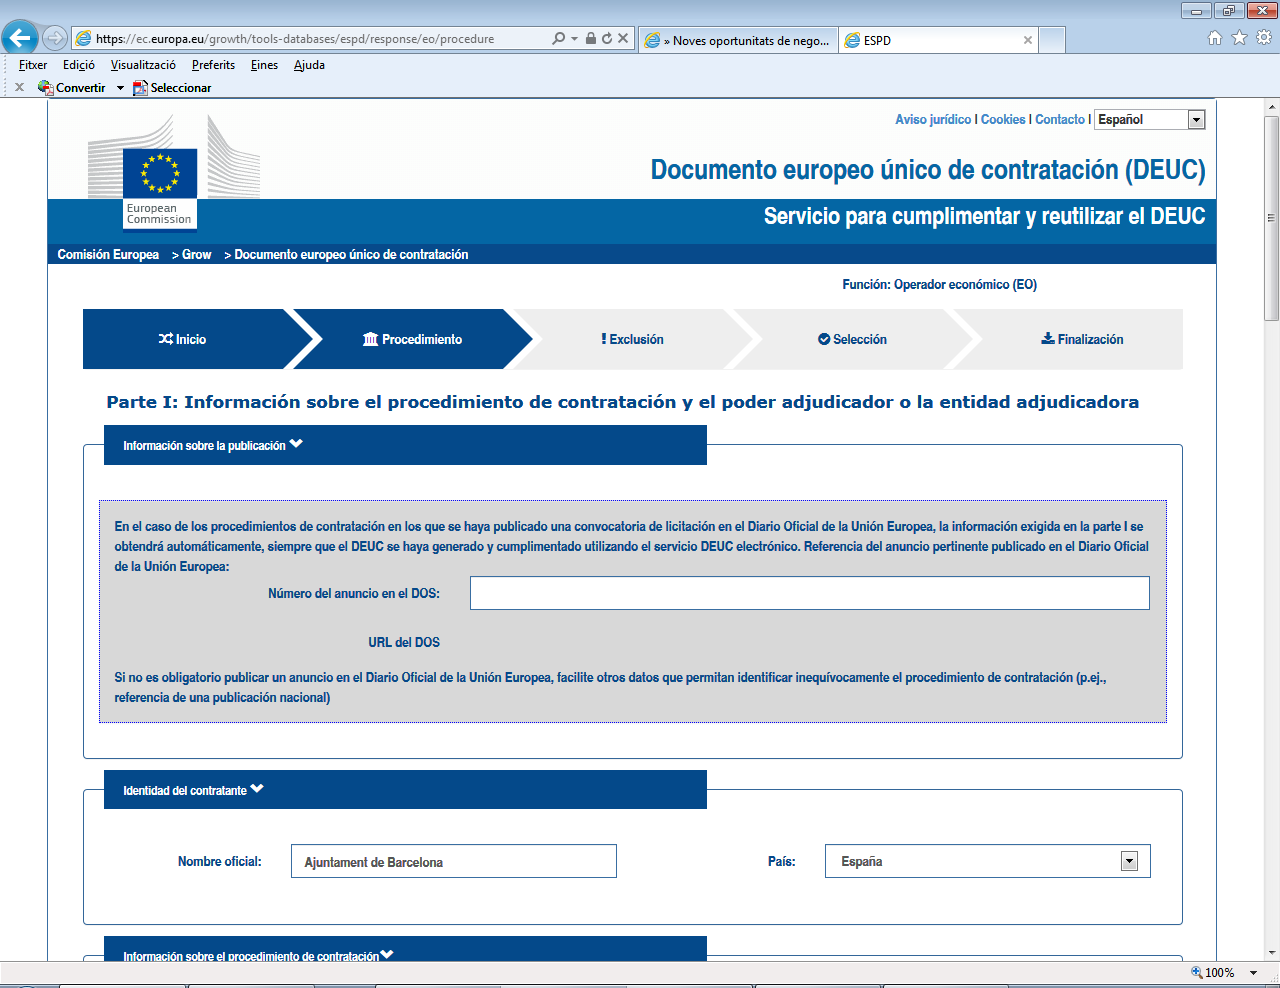 https://ec.europa.eu/growth/tools-databases/espd/response/eo/procedure
» Noves oportunitats de nego...
ESPD
Fitxer Edició Visualització Preferits Eines Ajuda
x Convertir Seleccionar
Aviso jurídico | Cookies | Contacto | Español
European
Commission
Documento europeo único de contratación (DEUC)
Servicio para cumplimentar y reutilizar el DEUC
Comisión Europea > Grow > Documento europeo único de contratación
Función: Operador económico (EO)
Inicio Procedimiento Exclusión Selección Finalización
Parte I: Información sobre el procedimiento de contratación y el poder adjudicador o la entidad adjudicadora
Información sobre la publicación
En el caso de los procedimientos de contratación en los que se haya publicado una convocatoria de licitación en el Diario Oficial de la Unión Europea, la información exigida en la parte I se
obtendrá automáticamente, siempre que el DEUC se haya generado y cumplimentado utilizando el servicio DEUC electrónico. Referencia del anuncio pertinente publicado en el Diario Oficial
de la Unión Europea:
Número del anuncio en el DOS:
URL del DOS
Si no es obligatorio publicar un anuncio en el Diario Oficial de la Unión Europea, facilite otros datos que permitan identificar inequívocamente el procedimiento de contratación (p.ej.,
referencia de una publicación nacional)
Identidad del contratante
Nombre oficial: Ajuntament de Barcelona País: España
Información sobre el procedimiento de contratación
100%